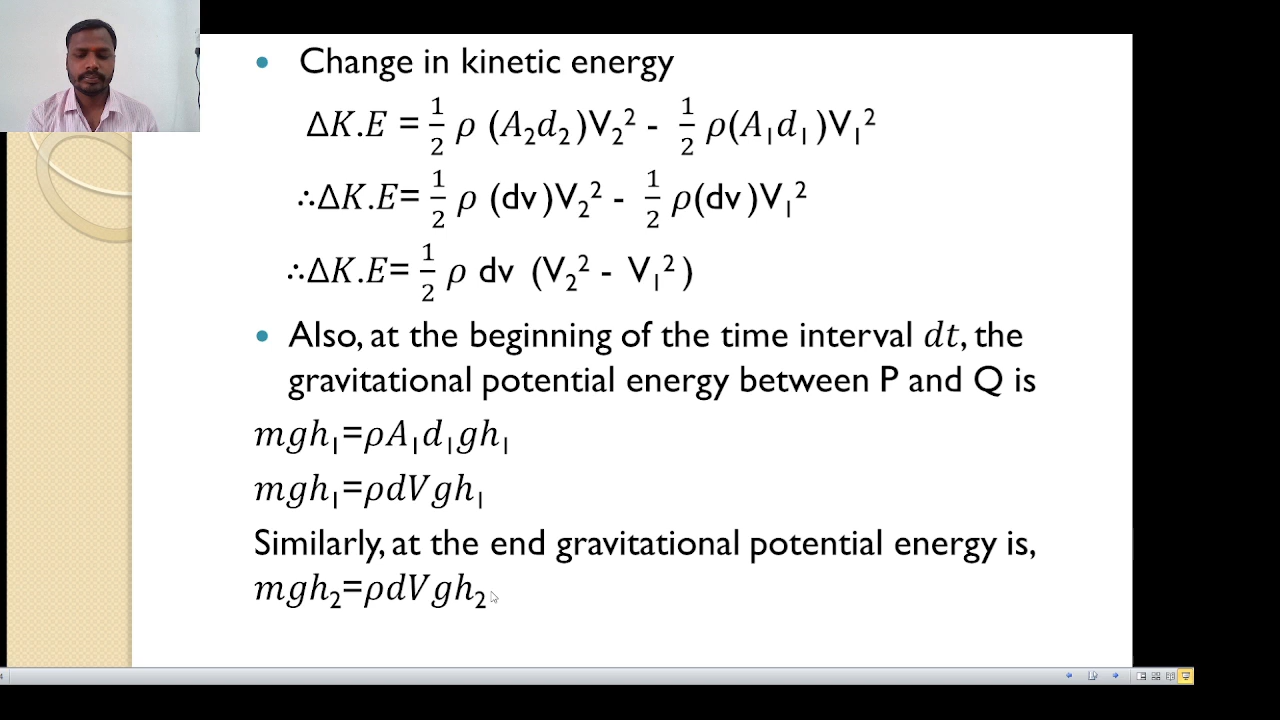 • Change in kinetic energy
ΔK.E = 1/2 ρ (A₂d₂)V₂² - 1/2 ρ(A₁d₁)V₁²
∴ΔK.E= 1/2 ρ (dv)V₂² - 1/2 ρ(dv)V₁²
∴ΔK.E= 1/2 ρ dv (V₂² - V₁²)
• Also, at the beginning of the time interval dt, the
gravitational potential energy between P and Q is
mgh₁=ρA₁d₁gh₁
mgh₁=ρdVgh₁
Similarly, at the end gravitational potential energy is,
mgh₂=ρdVgh₂